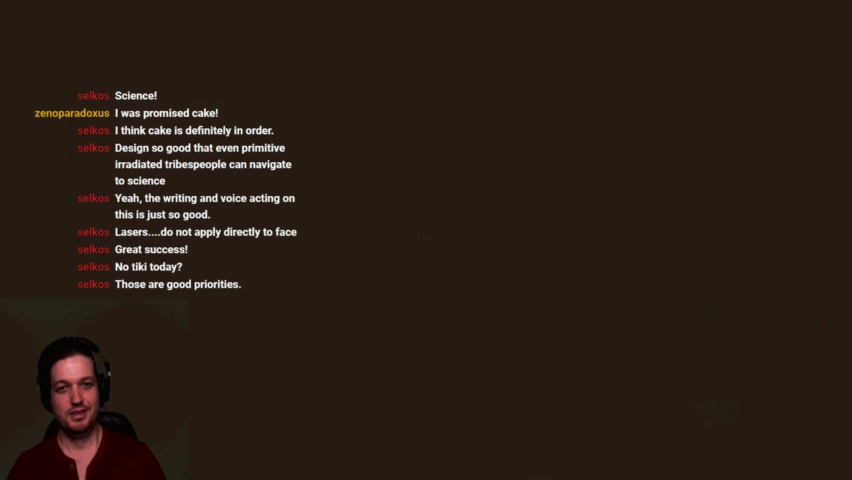 selkos Science!
zenoparadoxus I was promised cake!
selkos I think cake is definitely in order.
selkos Design so good that even primitive
irradiated tribespeople can navigate
to science
selkos Yeah, the writing and voice acting on
this is just so good.
selkos Lasers....do not apply directly to face
selkos Great success!
selkos No tiki today?
selkos Those are good priorities.